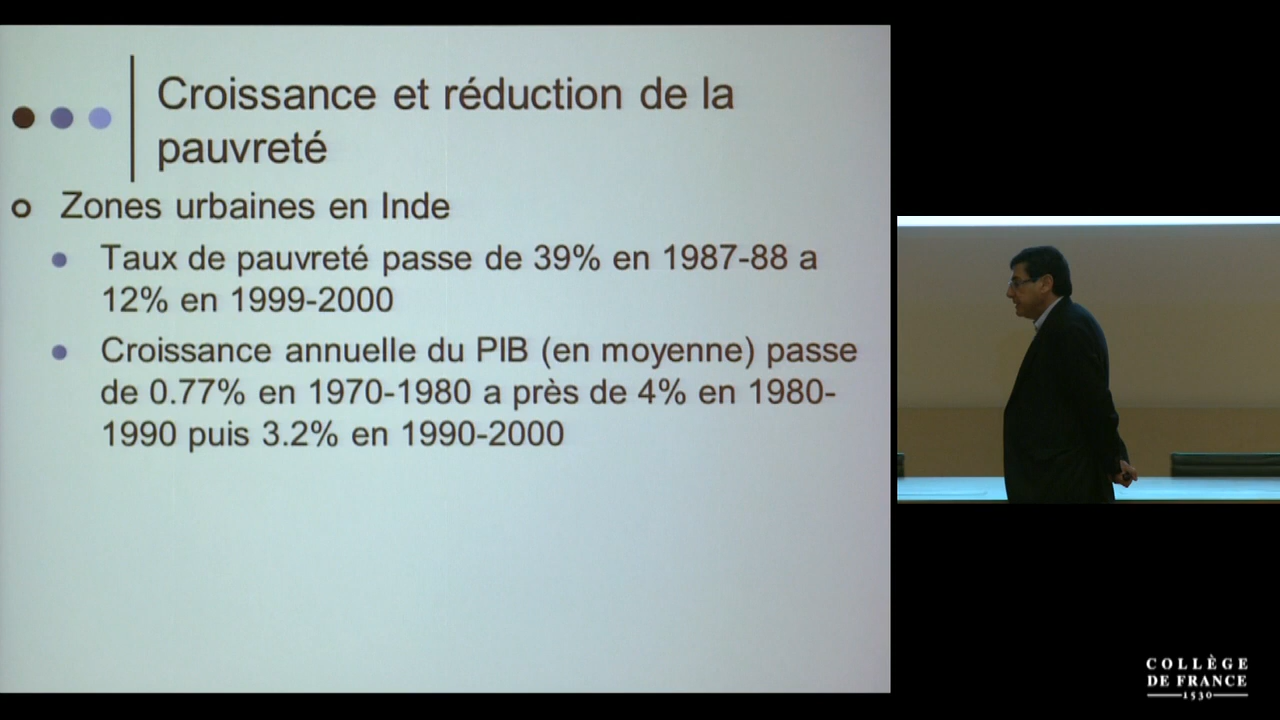 Croissance et réduction de la
pauvreté
Zones urbaines en Inde
Taux de pauvreté passe de 39% en 1987-88 a
12% en 1999-2000
Croissance annuelle du PIB (en moyenne) passe
de 0.77% en 1970-1980 a près de 4% en 1980-
1990 puis 3.2% en 1990-2000
COLLÈGE
DE FRANCE
1530